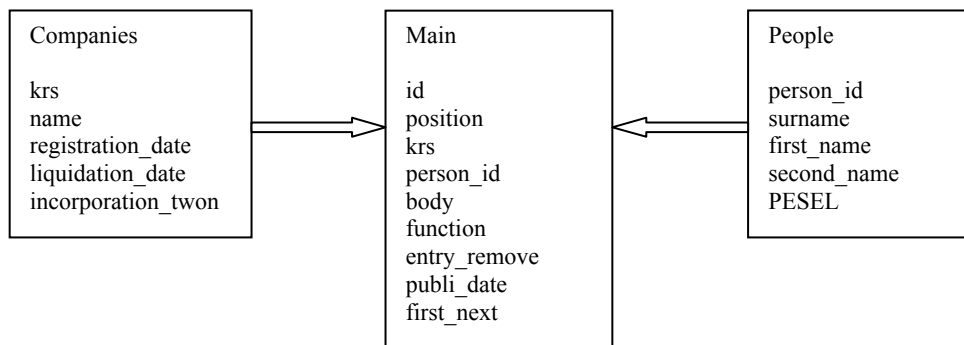 Companies
krs
name
registration_date
liquidation_date
incorporation_twon
Main
id
position
krs
person_id
body
function
entry_remove
publi_date
first_next
People
person_id
surname
first_name
second_name
PESEL